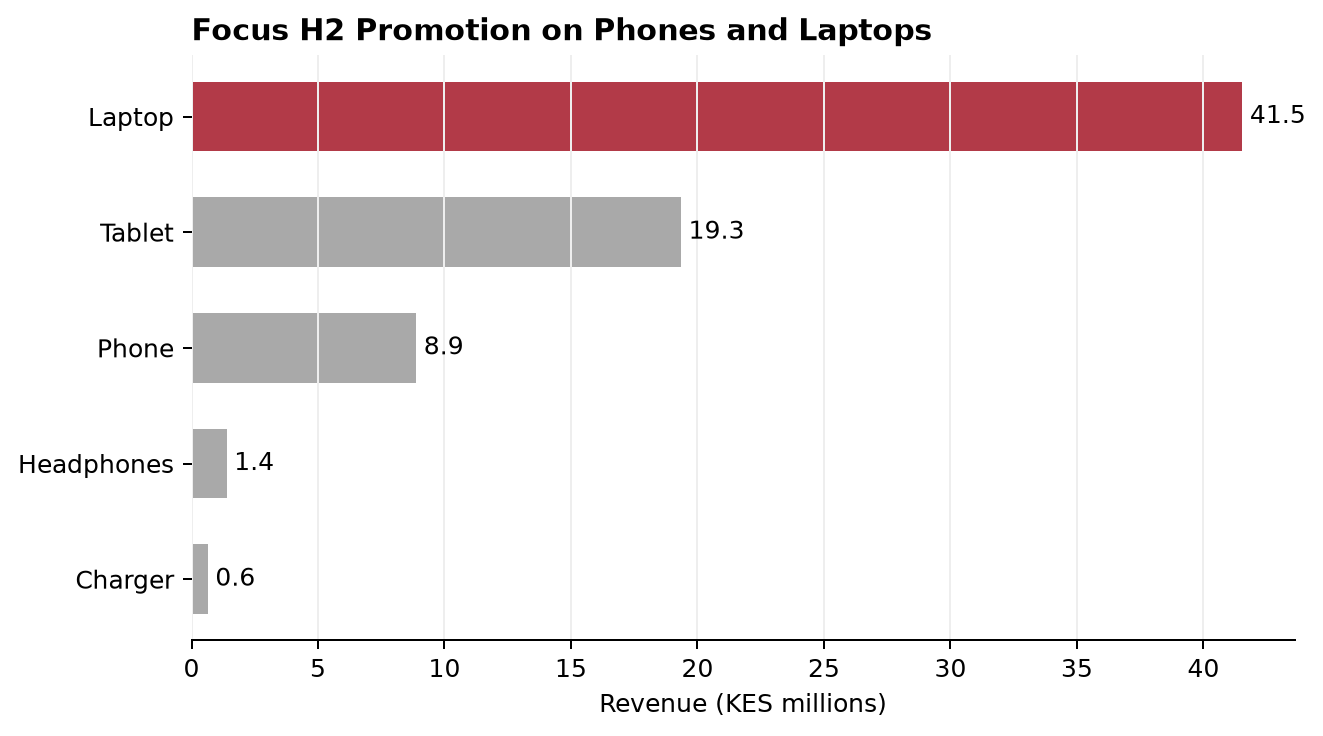 Focus H2 Promotion on Phones and Laptops
Laptop 41.5
Tablet 19.3
Phone 8.9
Headphones 1.4
Charger 0.6
0 5 10 15 20 25 30 35 40
Revenue (KES millions)